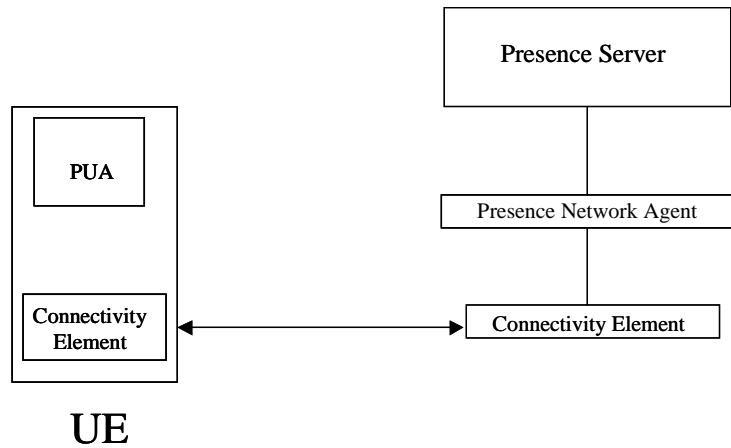 Presence Server
PUA
Presence Network Agent
Connectivity
Element
Connectivity Element
UE